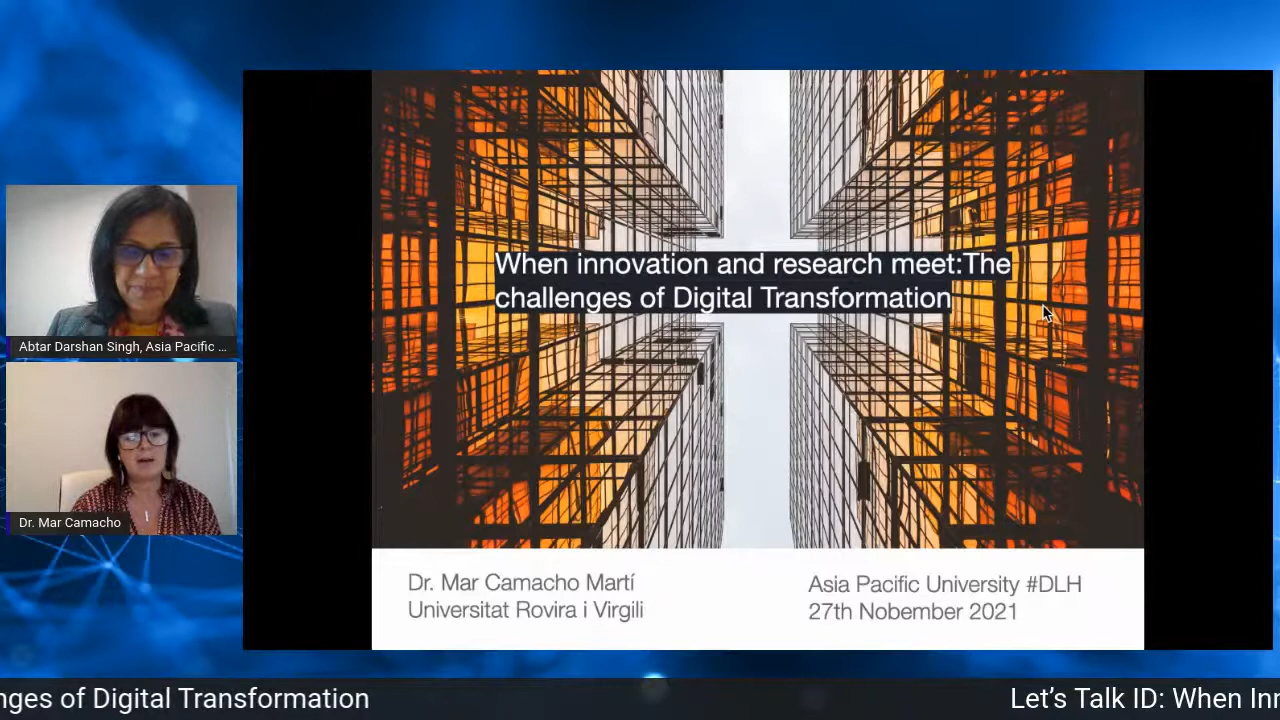 When innovation and research meet:The
challenges of Digital Transformation
Abtar Darshan Singh, Asia Pacific ...
Dr. Mar Camacho
Dr. Mar Camacho Martí
Universitat Rovira i Virgili
Asia Pacific University #DLH
27th Nobember 2021
nges of Digital Transformation
Let's Talk ID: When Inn